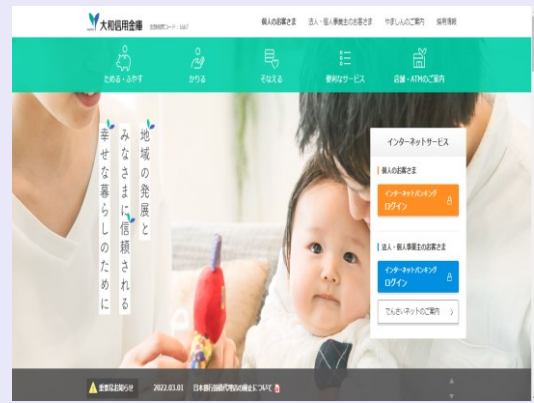 大和信用金庫
個人のお客さま 法人・個人事業主のお客さま やましんのご案内 採用情報
ためる・ふやす かりる そなえる 便利なサービス 店舗・ATMのご案内
地域の発展と
みなさまに信頼される
幸せな暮らしのために
インターネットサービス
個人のお客さま
インターネットバンキング
ログイン
法人・個人事業主のお客さま
インターネットバンキング
ログイン
でんさいネットのご案内
重要なお知らせ 2022.03.01